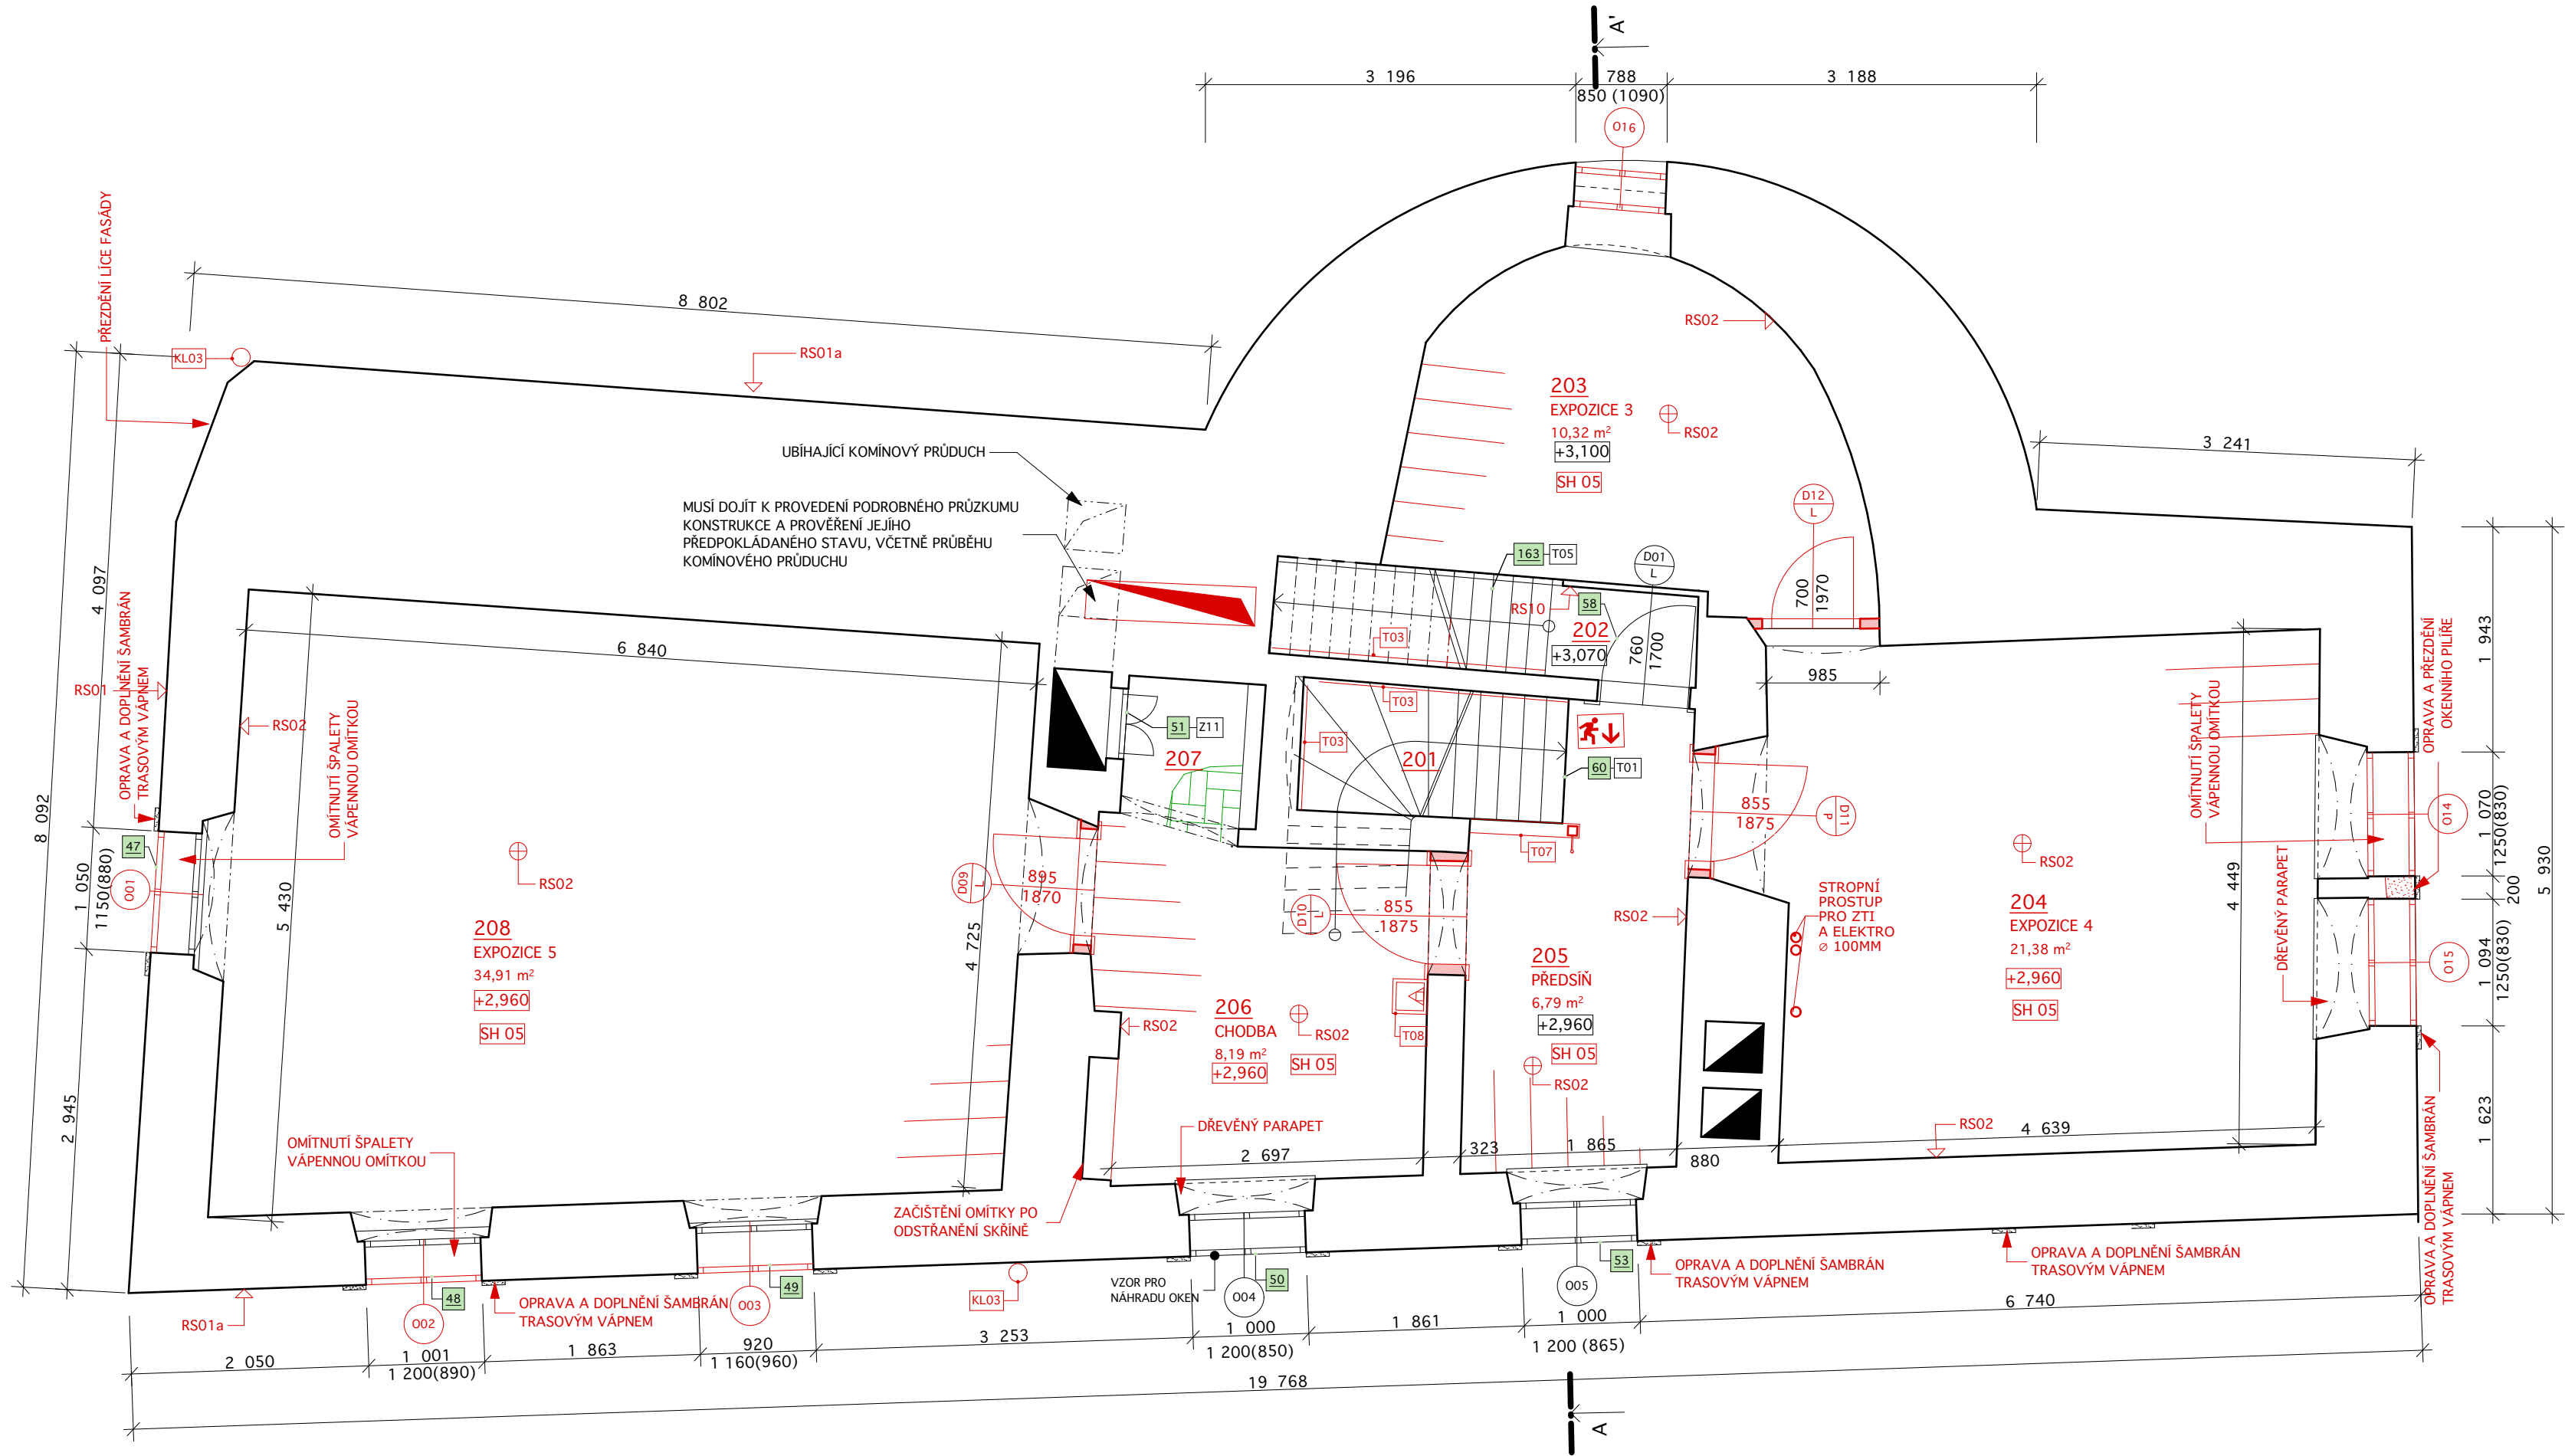 A'
3 196
788
3 188
850 (1090)
O16
PŘEZDĚNÍ LÍCE FASÁDY
8 802
KL03
RS01a
RS02
203
EXPOZICE 3
10,32 m²
+3,100
SH 05
RS02
3 241
UBÍHAJÍCÍ KOMÍNOVÝ PRŮDUCH
MUSÍ DOJÍT K PROVEDENÍ PODROBNÉHO PRŮZKUMU
KONSTRUKCE A PROVĚŘENÍ JEJÍHO
PŘEDPOKLÁDANÉHO STAVU, VČETNĚ PRŮBĚHU
KOMÍNOVÉHO PRŮDUCHU
D12
L
700
1970
163
T05
D01
L
RS10
58
202
+3,070
760
1700
T03
T03
T03
201
60
T01
985
4 097
8 092
OPRAVA A DOPLNĚNÍ ŠAMBRÁN
TRASOVÝM VÁPNEM
RS01
RS02
6 840
OMÍTNUTÍ ŠPALETY
VÁPENNOU OMÍTKOU
5 430
4 725
51
Z11
207
47
O01
1 050
1150(880)
2 945
RS02
208
EXPOZICE 5
34,91 m²
+2,960
SH 05
D09
L
895
1870
D10
L
855
1875
T07
D11
P
855
1875
RS02
STROPNÍ
PROSTUP
PRO ZTI
A ELEKTRO
⌀ 100MM
RS02
204
EXPOZICE 4
21,38 m²
+2,960
SH 05
4 449
OMÍTNUTÍ ŠPALETY
VÁPENNOU OMÍTKOU
DŘEVĚNÝ PARAPET
OPRAVA A PŘEZDĚNÍ
OKENNÍHO PILÍŘE
O14
O15
1 943
1 070
1250(830)
200
1 094
1250(830)
1 623
5 930
205
PŘEDSÍŇ
6,79 m²
+2,960
SH 05
RS02
206
CHODBA
8,19 m²
+2,960
RS02
SH 05
T08
RS02
DŘEVĚNÝ PARAPET
2 697
323
1 865
880
4 639
RS02
OMÍTNUTÍ ŠPALETY
VÁPENNOU OMÍTKOU
ZAČIŠTĚNÍ OMÍTKY PO
ODSTŘANĚNÍ SKŘÍNĚ
OPRAVA A DOPLNĚNÍ ŠAMBRÁN
TRASOVÝM VÁPNEM
RS01a
48
O02
OPRAVA A DOPLNĚNÍ ŠAMBRÁN
TRASOVÝM VÁPNEM
49
O03
KL03
VZOR PRO
NÁHRADU OKEN
50
O04
53
O05
OPRAVA A DOPLNĚNÍ ŠAMBRÁN
TRASOVÝM VÁPNEM
OPRAVA A DOPLNĚNÍ ŠAMBRÁN
TRASOVÝM VÁPNEM
2 050
1 001
1 200(890)
1 863
920
1 160(960)
3 253
1 000
1 200(850)
1 861
1 000
1 200 (865)
6 740
19 768
A